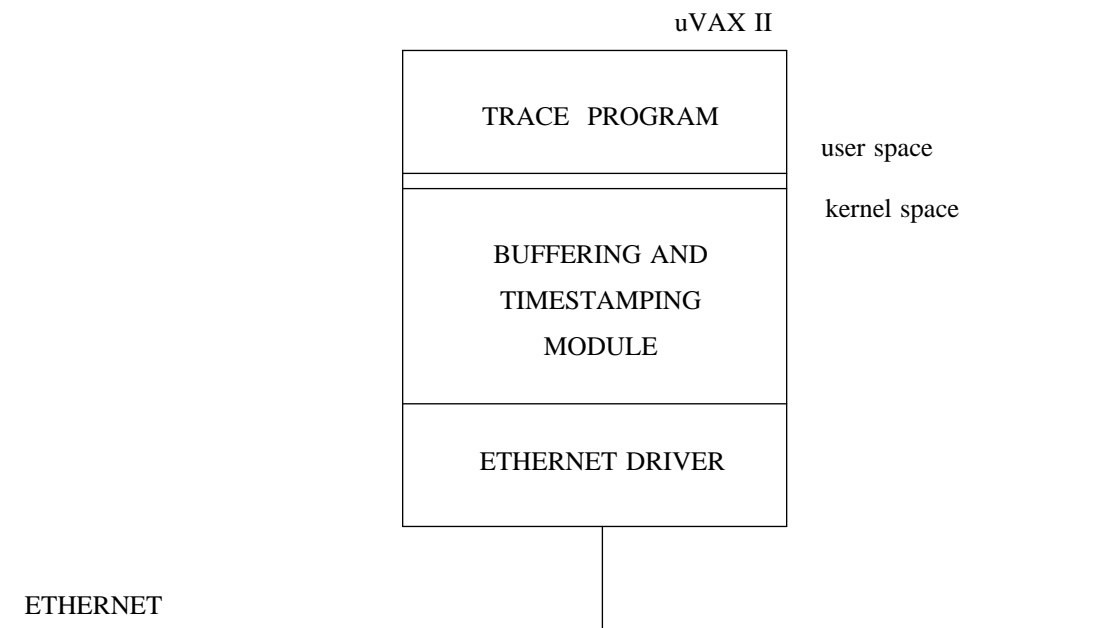 uVAX II
TRACE PROGRAM
user space
kernel space
BUFFERING AND
TIMESTAMPING
MODULE
ETHERNET DRIVER
ETHERNET